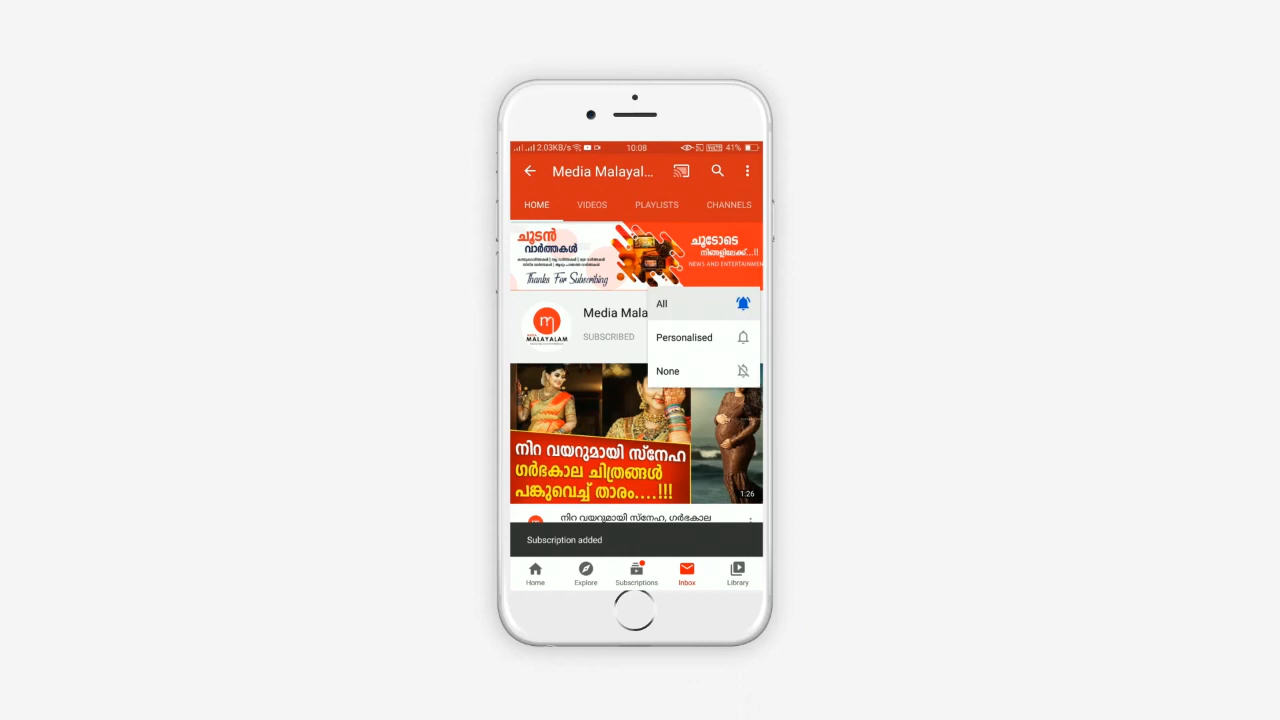 2.03KB/s 10:08 41%
Media Malayal...
HOME VIDEOS PLAYLISTS CHANNELS
ചൂടൻ
വാർത്തകൾ
Thanks For Subscribing
ചൂടോടെ
നിങ്ങളിലേക്ക്...!!
NEWS AND ENTERTAINMEN
All
Media Mala
SUBSCRIBED
Personalised
None
MALAYALAM
നിറ വയറുമായി സ്നേഹ
ഗർഭകാല ചിത്രങ്ങൾ
പങ്കുവെച്ച് താരം....!!!
1:26
നിറ വയറുമായി സ്നേഹ, ഗർഭകാല
Subscription added
Home Explore Subscriptions Inbox Library